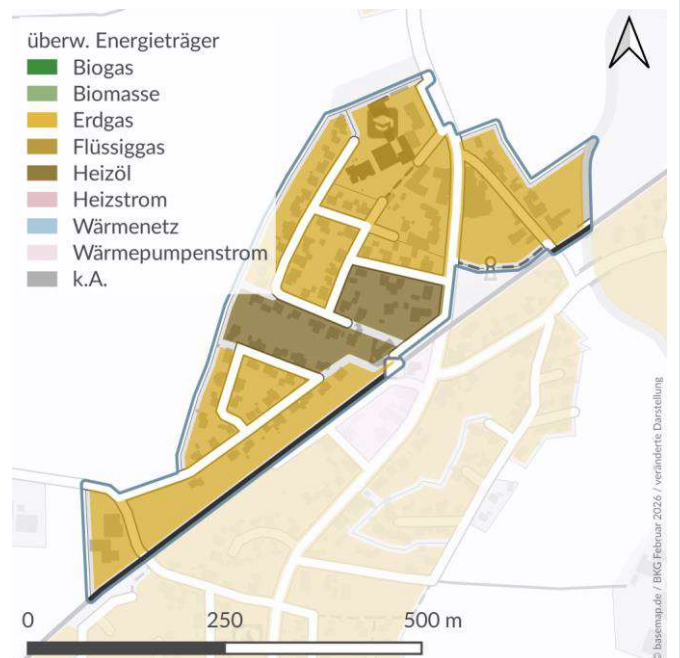 überw. Energieträger
Biogas
Biomasse
Erdgas
Flüssiggas
Heizöl
Heizstrom
Wärmenetz
Wärmepumpenstrom
k.A.
0 250 500 m
© basemap.de / BKG Februar 2026 / veränderte Darstellung